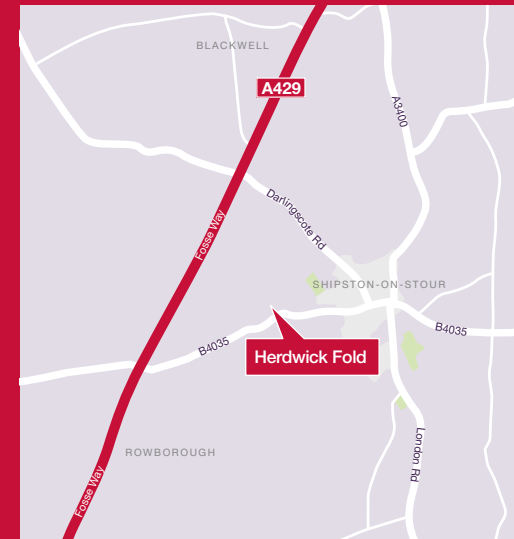 BLACKWELL
A429
A3400
Darlingscote Rd
Fosse Way
SHIPSTON-ON-STOUR
B4035
B4035
Herdwick Fold
ROWBOROUGH
London Rd
Fosse Way